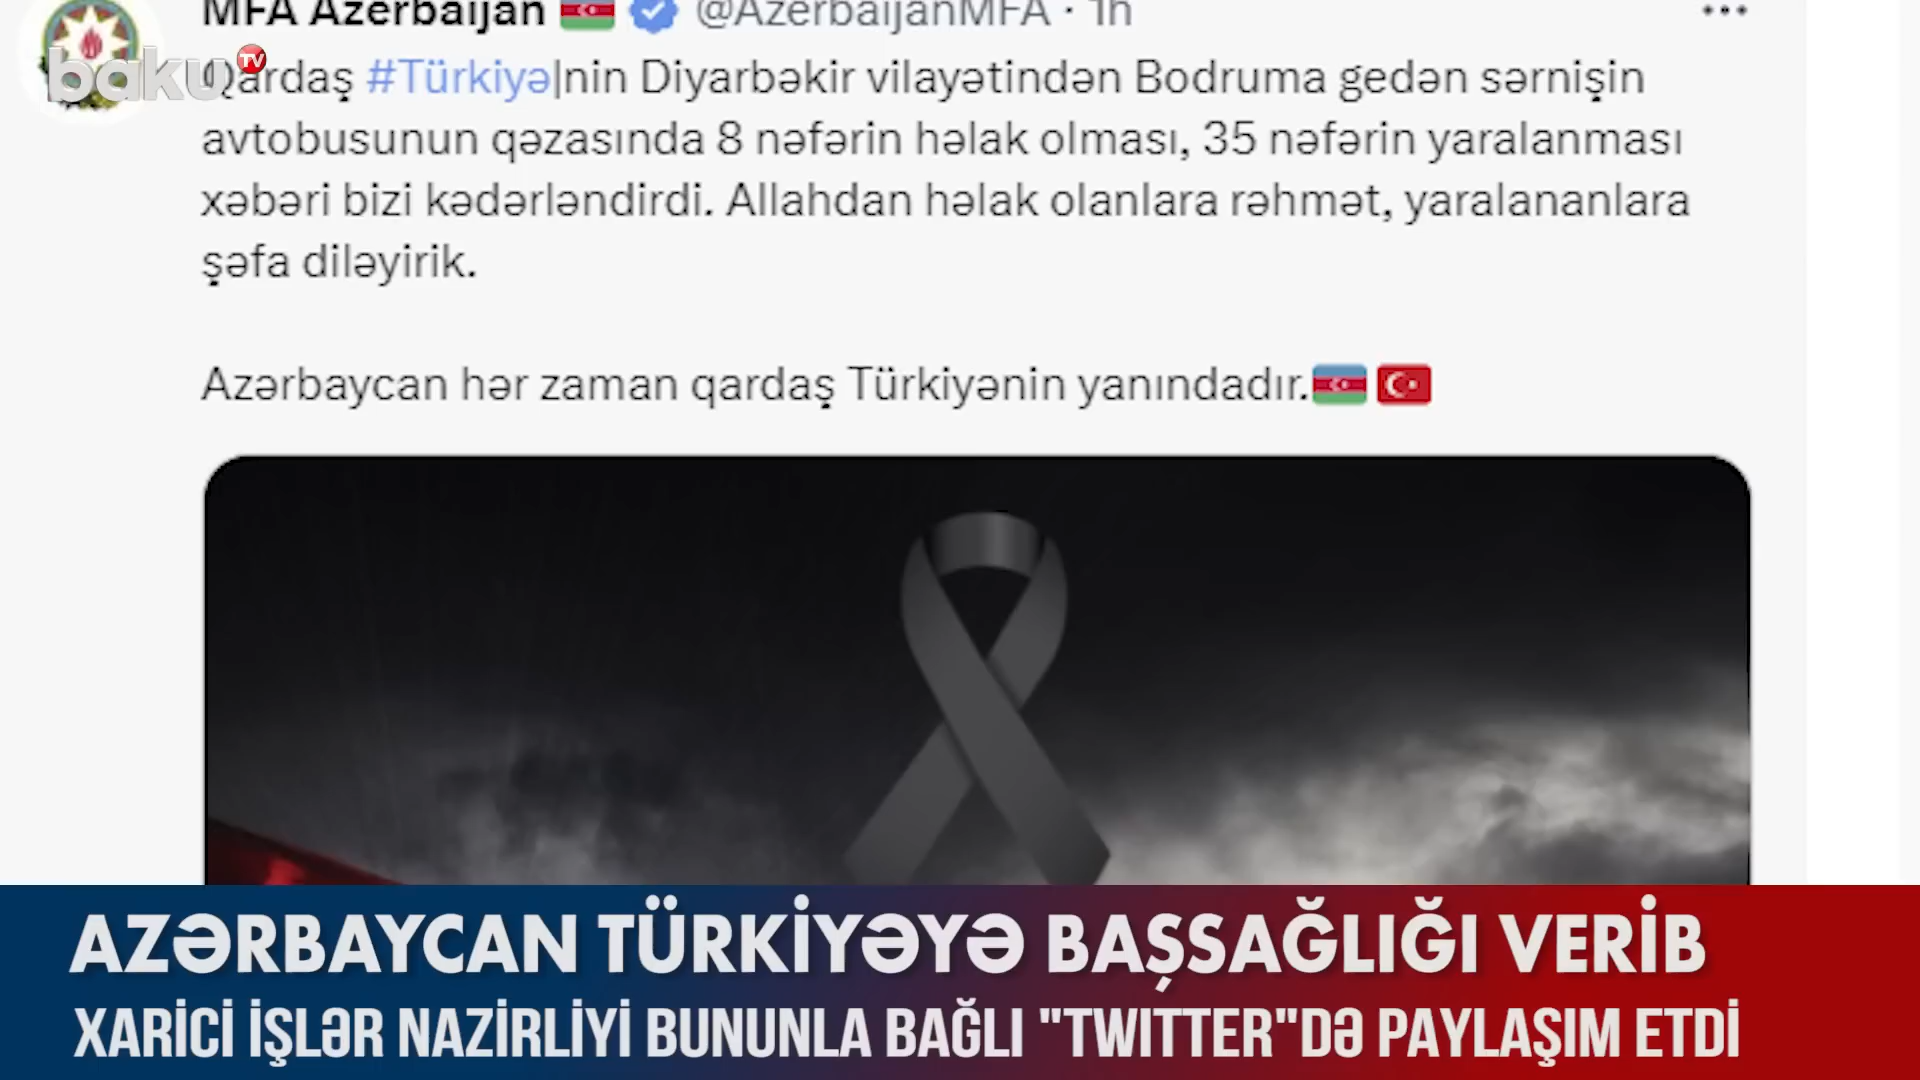 MFA Azerbaijan @AzerbaijanMFA · 1h
baku TV
Qardaş #Türkiyə|nin Diyarbəkir vilayətindən Bodruma gedən sərnişin
avtobusunun qəzasında 8 nəfərin həlak olması, 35 nəfərin yaralanması
xəbəri bizi kədərləndirdi. Allahdan həlak olanlara rəhmət, yaralananlara
şəfa diləyirik.
Azərbaycan hər zaman qardaş Türkiyənin yanındadır.
AZƏRBAYCAN TÜRKİYƏYƏ BAŞSAĞLIĞI VERİB
XARİCİ İŞLƏR NAZİRLİYİ BUNUNLA BAĞLI "TWITTER"DƏ PAYLAŞIM ETDİ